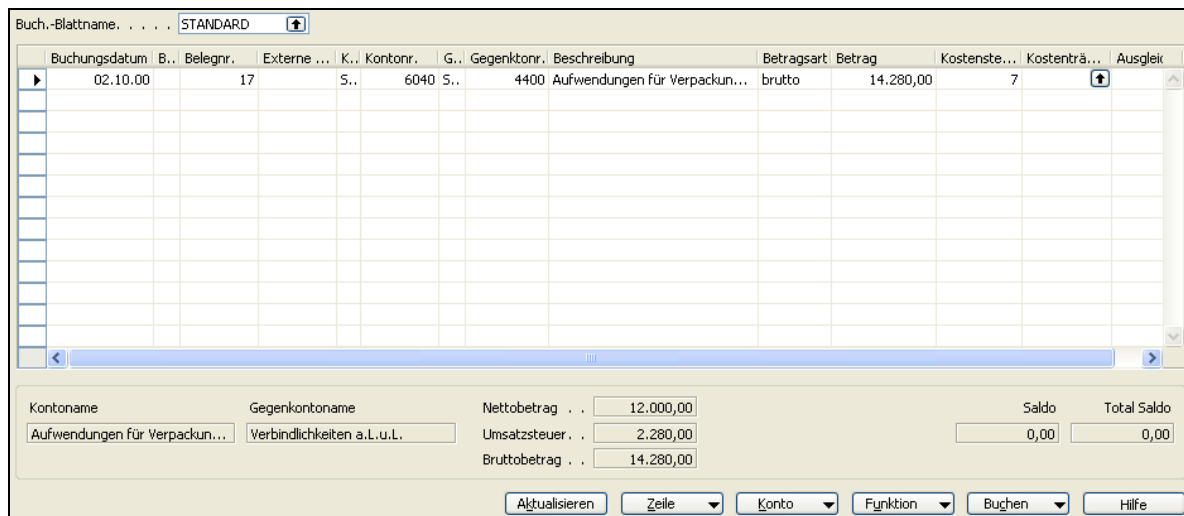 Buch.-Blattname. . . . . STANDARD
Buchungsdatum B.. Belegnr. Externe ... K.. Kontonr. G.. Gegenktonr. Beschreibung Betragsart Betrag Kostenste... Kostenträ... Ausgleic
02.10.00 17 S.. 6040 S.. 4400 Aufwendungen für Verpackun... brutto 14.280,00 7
Kontoname Gegenkontoname Nettobetrag . . 12.000,00 Saldo Total Saldo
Aufwendungen für Verpackun... Verbindlichkeiten a.L.u.L. Umsatzsteuer. . 2.280,00 0,00 0,00
Bruttobetrag . . 14.280,00
Aktualisieren Zeile Konto Funktion Buchen Hilfe